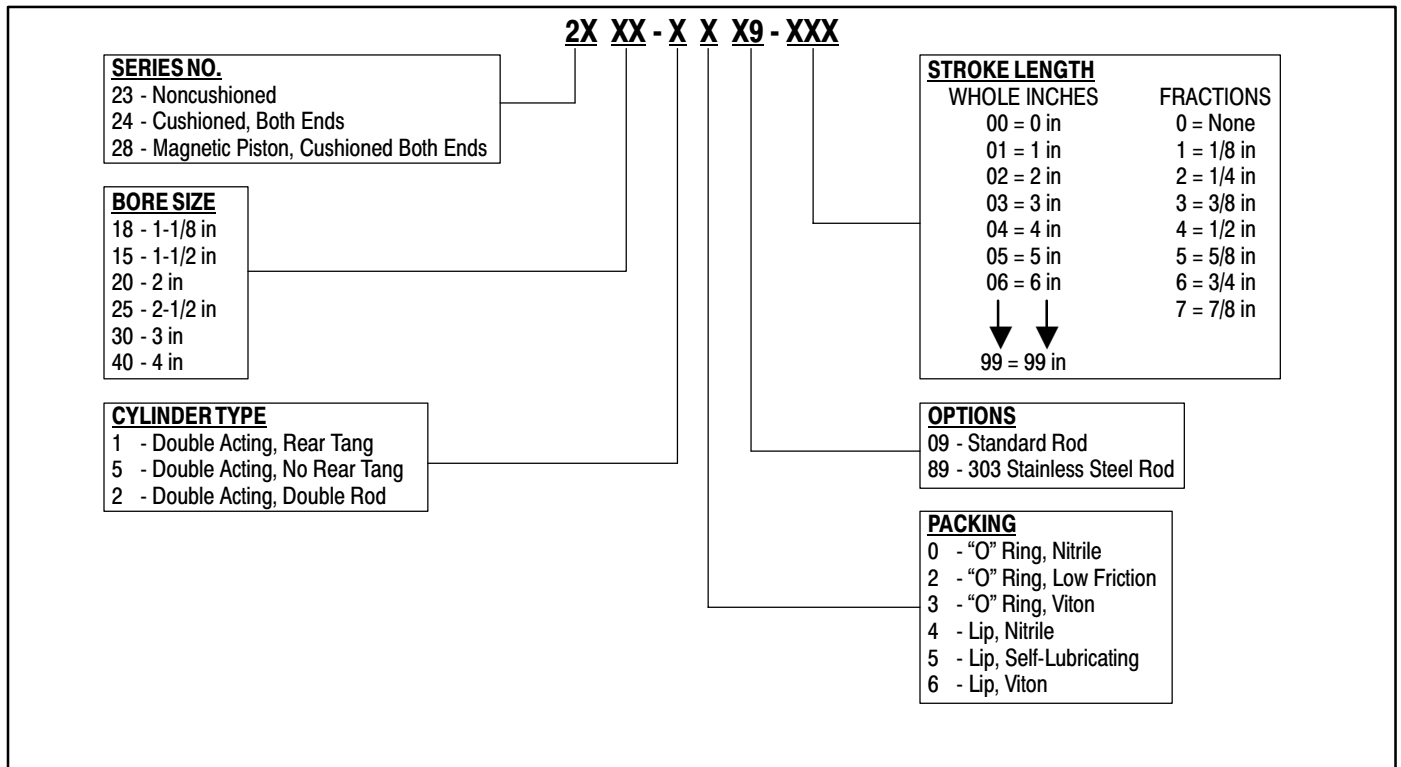 2X XX - X X X9 - XXX
SERIES NO.
23 - Noncushioned
24 - Cushioned, Both Ends
28 - Magnetic Piston, Cushioned Both Ends
BORE SIZE
18 - 1-1/8 in
15 - 1-1/2 in
20 - 2 in
25 - 2-1/2 in
30 - 3 in
40 - 4 in
CYLINDER TYPE
1 - Double Acting, Rear Tang
5 - Double Acting, No Rear Tang
2 - Double Acting, Double Rod
STROKE LENGTH
WHOLE INCHES FRACTIONS
00 = 0 in 0 = None
01 = 1 in 1 = 1/8 in
02 = 2 in 2 = 1/4 in
03 = 3 in 3 = 3/8 in
04 = 4 in 4 = 1/2 in
05 = 5 in 5 = 5/8 in
06 = 6 in 6 = 3/4 in
7 = 7/8 in
99 = 99 in
OPTIONS
09 - Standard Rod
89 - 303 Stainless Steel Rod
PACKING
0 - “O” Ring, Nitrile
2 - “O” Ring, Low Friction
3 - “O” Ring, Viton
4 - Lip, Nitrile
5 - Lip, Self-Lubricating
6 - Lip, Viton